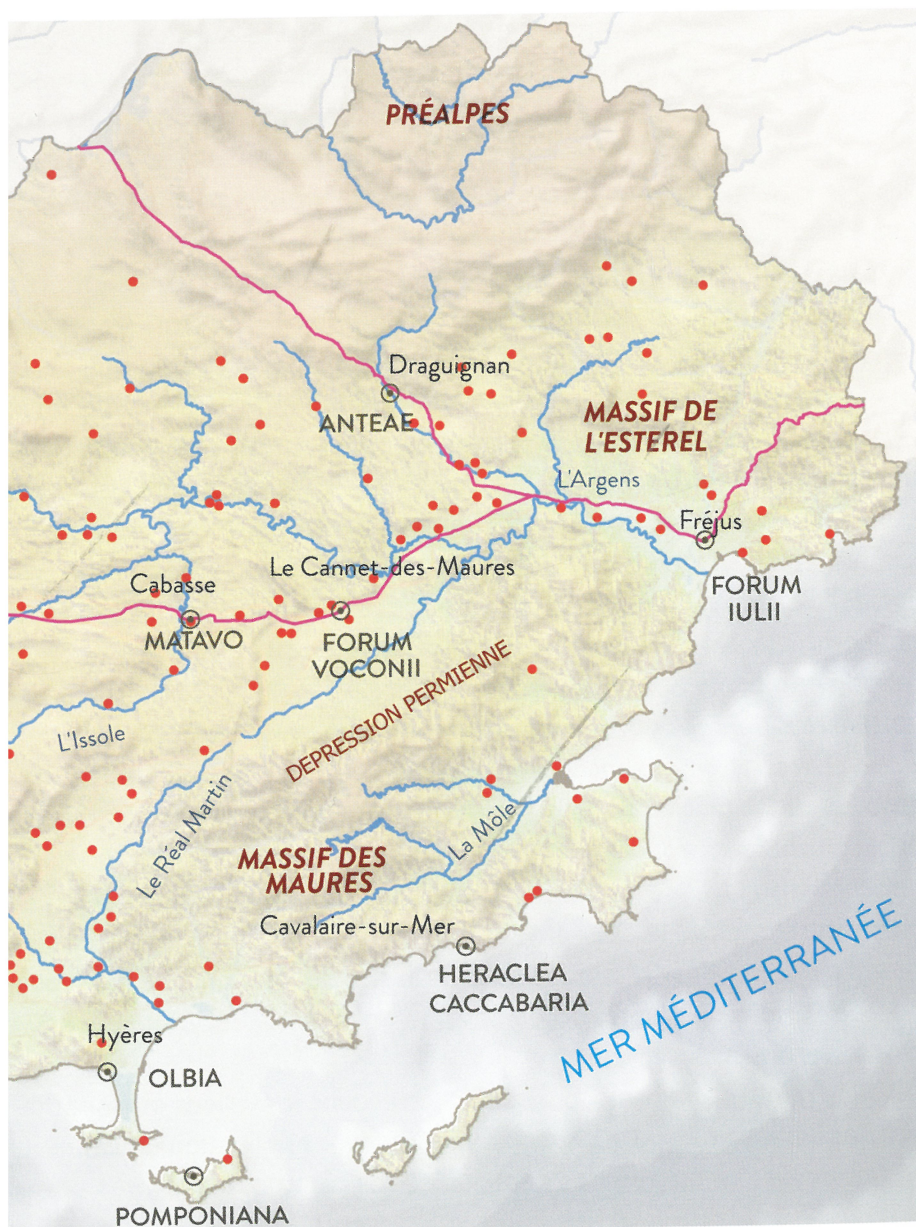 PRÉALPES
Draguignan
ANTEAE
MASSIF DE
L'ESTEREL
L'Argens
Fréjus
FORUM
IULII
Le Cannet-des-Maures
Cabasse
MATAVO
FORUM
VOCONII
DEPRESSION PERMIENNE
L'Issole
Le Réal Martin
La Môle
MASSIF DES
MAURES
Cavalaire-sur-Mer
HERACLEA
CACCABARIA
MER MÉDITERRANÉE
Hyères
OLBIA
POMPONIANA